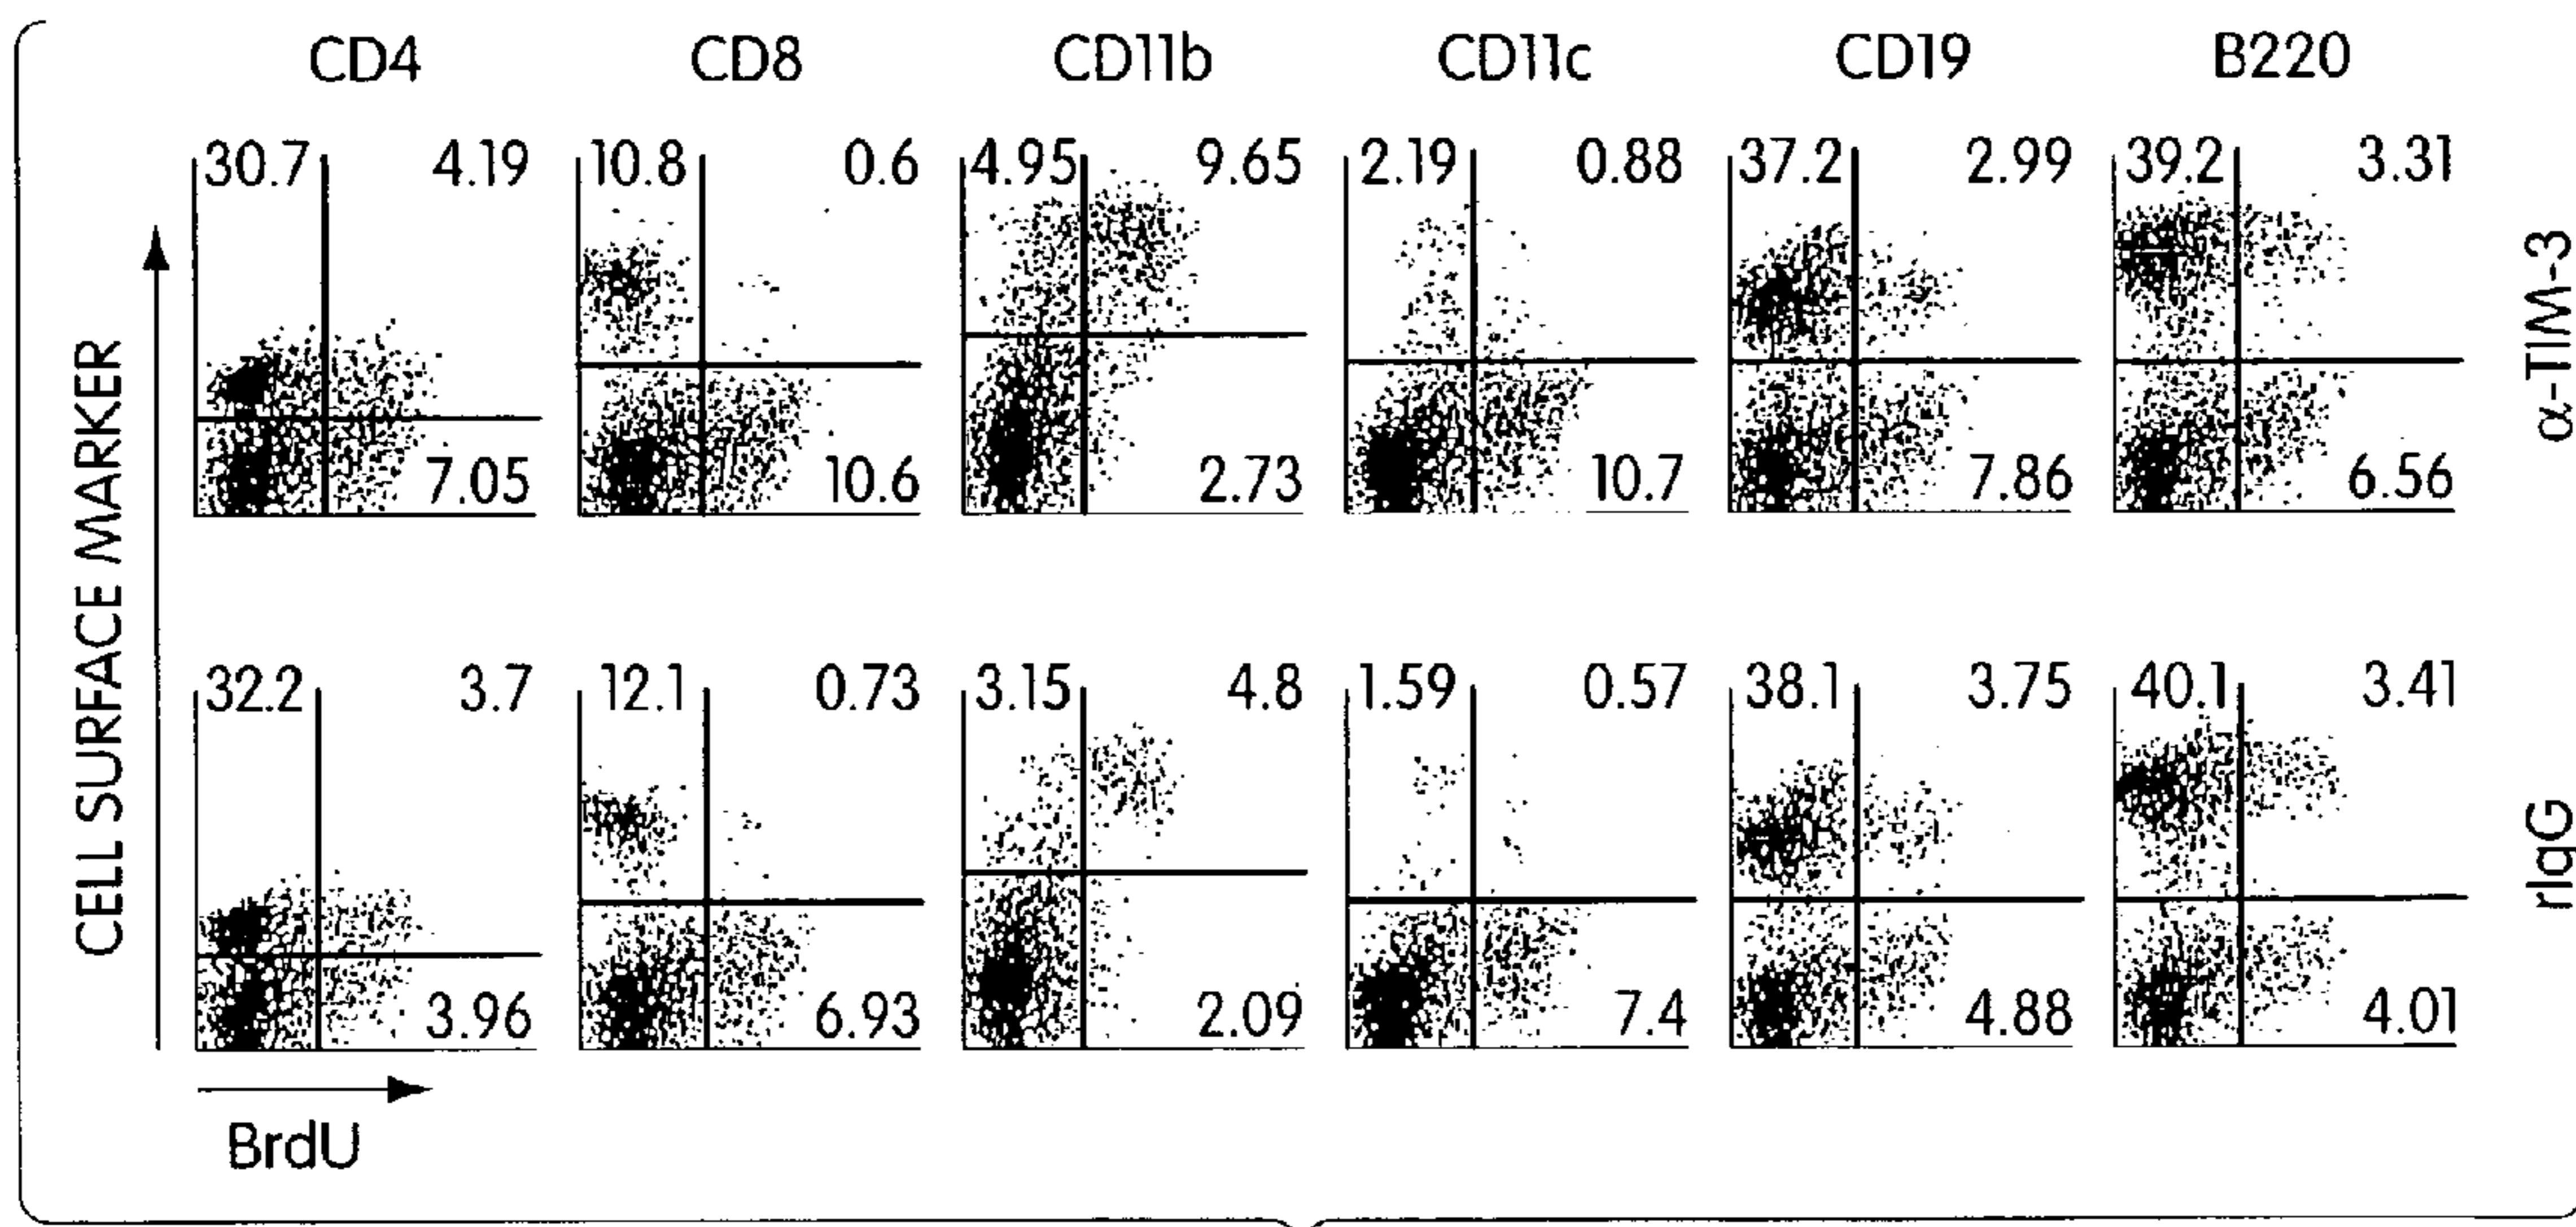 CD4 CD8 CD11b CD11c CD19 B220
30.7 4.19 10.8 0.6 4.95 9.65 2.19 0.88 37.2 2.99 39.2 3.31
7.05 10.6 2.73 10.7 7.86 6.56
α-TIM-3
CELL SURFACE MARKER
32.2 3.7 12.1 0.73 3.15 4.8 1.59 0.57 38.1 3.75 40.1 3.41
3.96 6.93 2.09 7.4 4.88 4.01
rIgG
BrdU